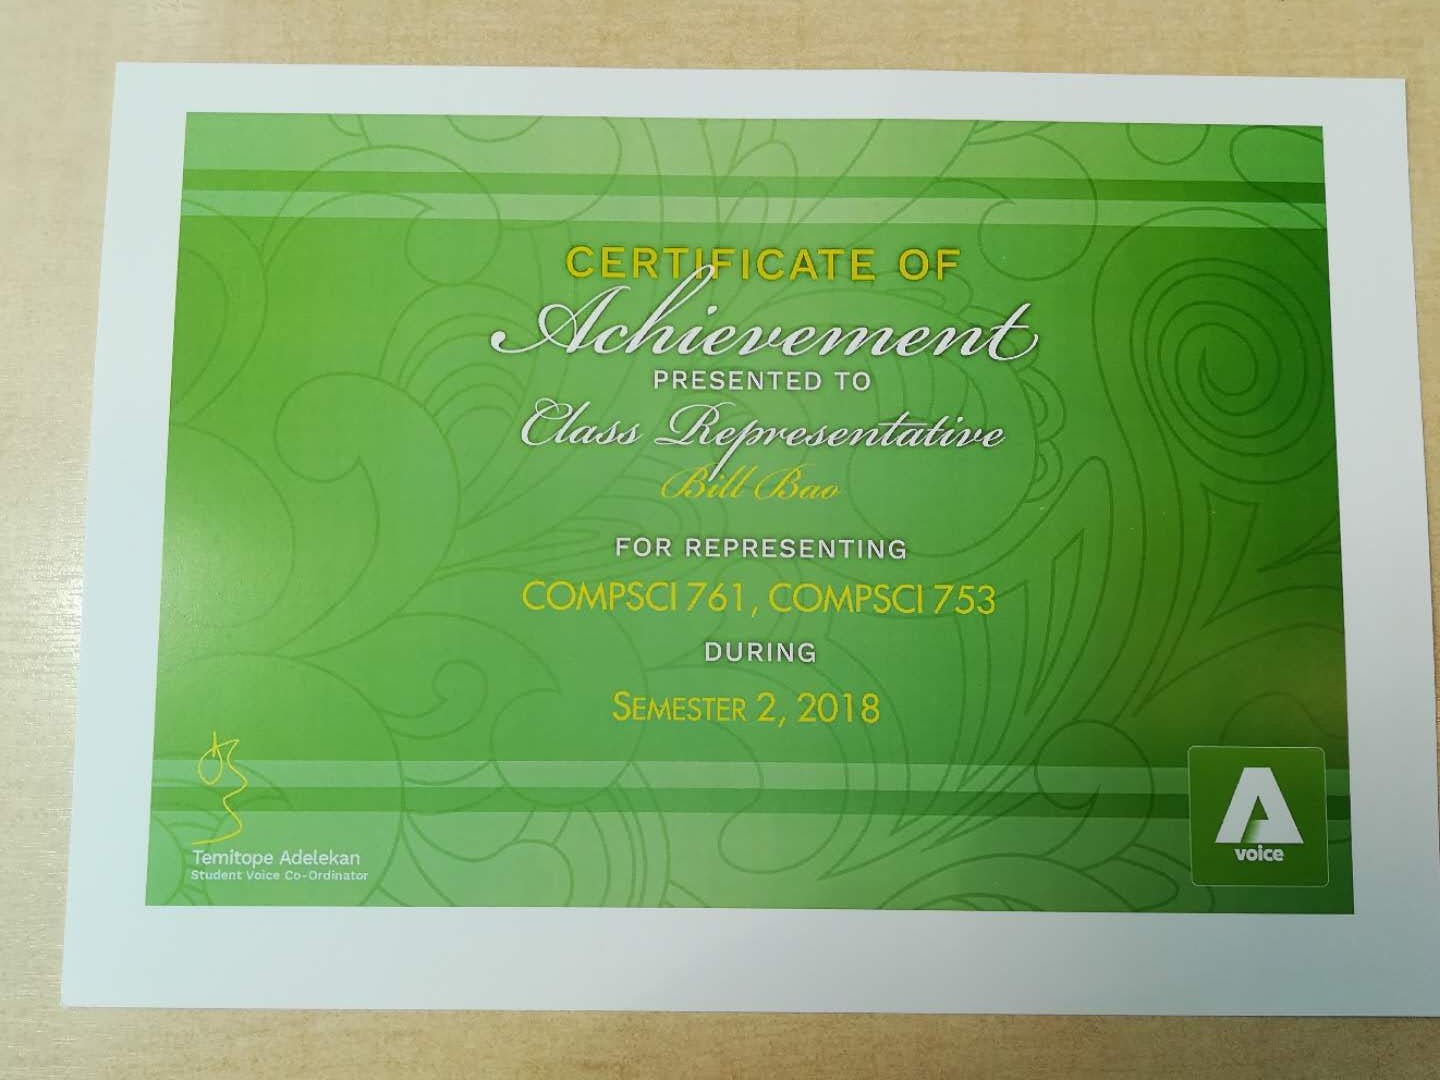 CERTIFICATE OF
Achievement
PRESENTED TO
Class Representative
Bill Bao
FOR REPRESENTING
COMPSCI 761, COMPSCI 753
DURING
SEMESTER 2, 2018
Temitope Adelekan
Student Voice Co-Ordinator
A
voice